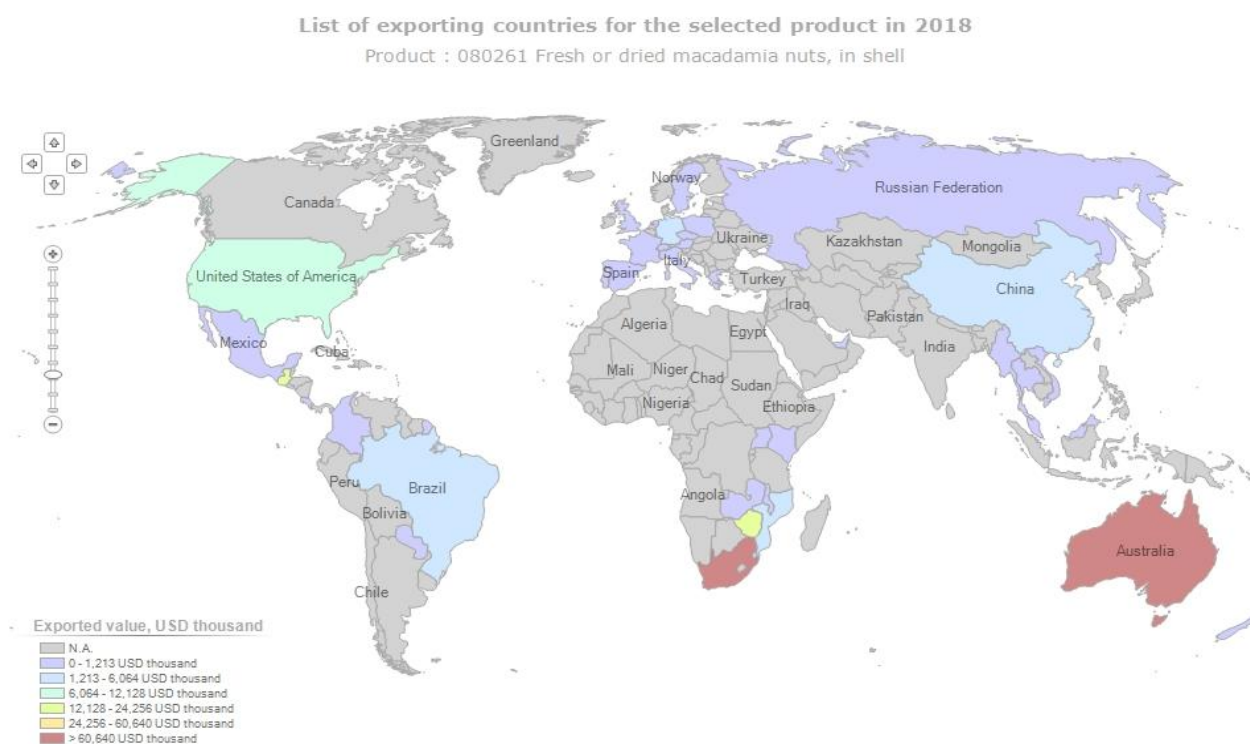 List of exporting countries for the selected product in 2018
Product : 080261 Fresh or dried macadamia nuts, in shell
Greenland
Norway
Russian Federation
Canada
Ukraine
Kazakhstan
Mongolia
Italy
United States of America
Spain
Turkey
China
Iraq
Pakistan
Algeria
Egypt
Mexico
Cuba
India
Mali
Niger
Chad
Sudan
Nigeria
Ethiopia
Peru
Brazil
Angola
Bolivia
Australia
Chile
Exported value, USD thousand
N.A.
0 - 1,213 USD thousand
1,213 - 6,064 USD thousand
6,064 - 12,128 USD thousand
12,128 - 24,256 USD thousand
24,256 - 60,640 USD thousand
> 60,640 USD thousand